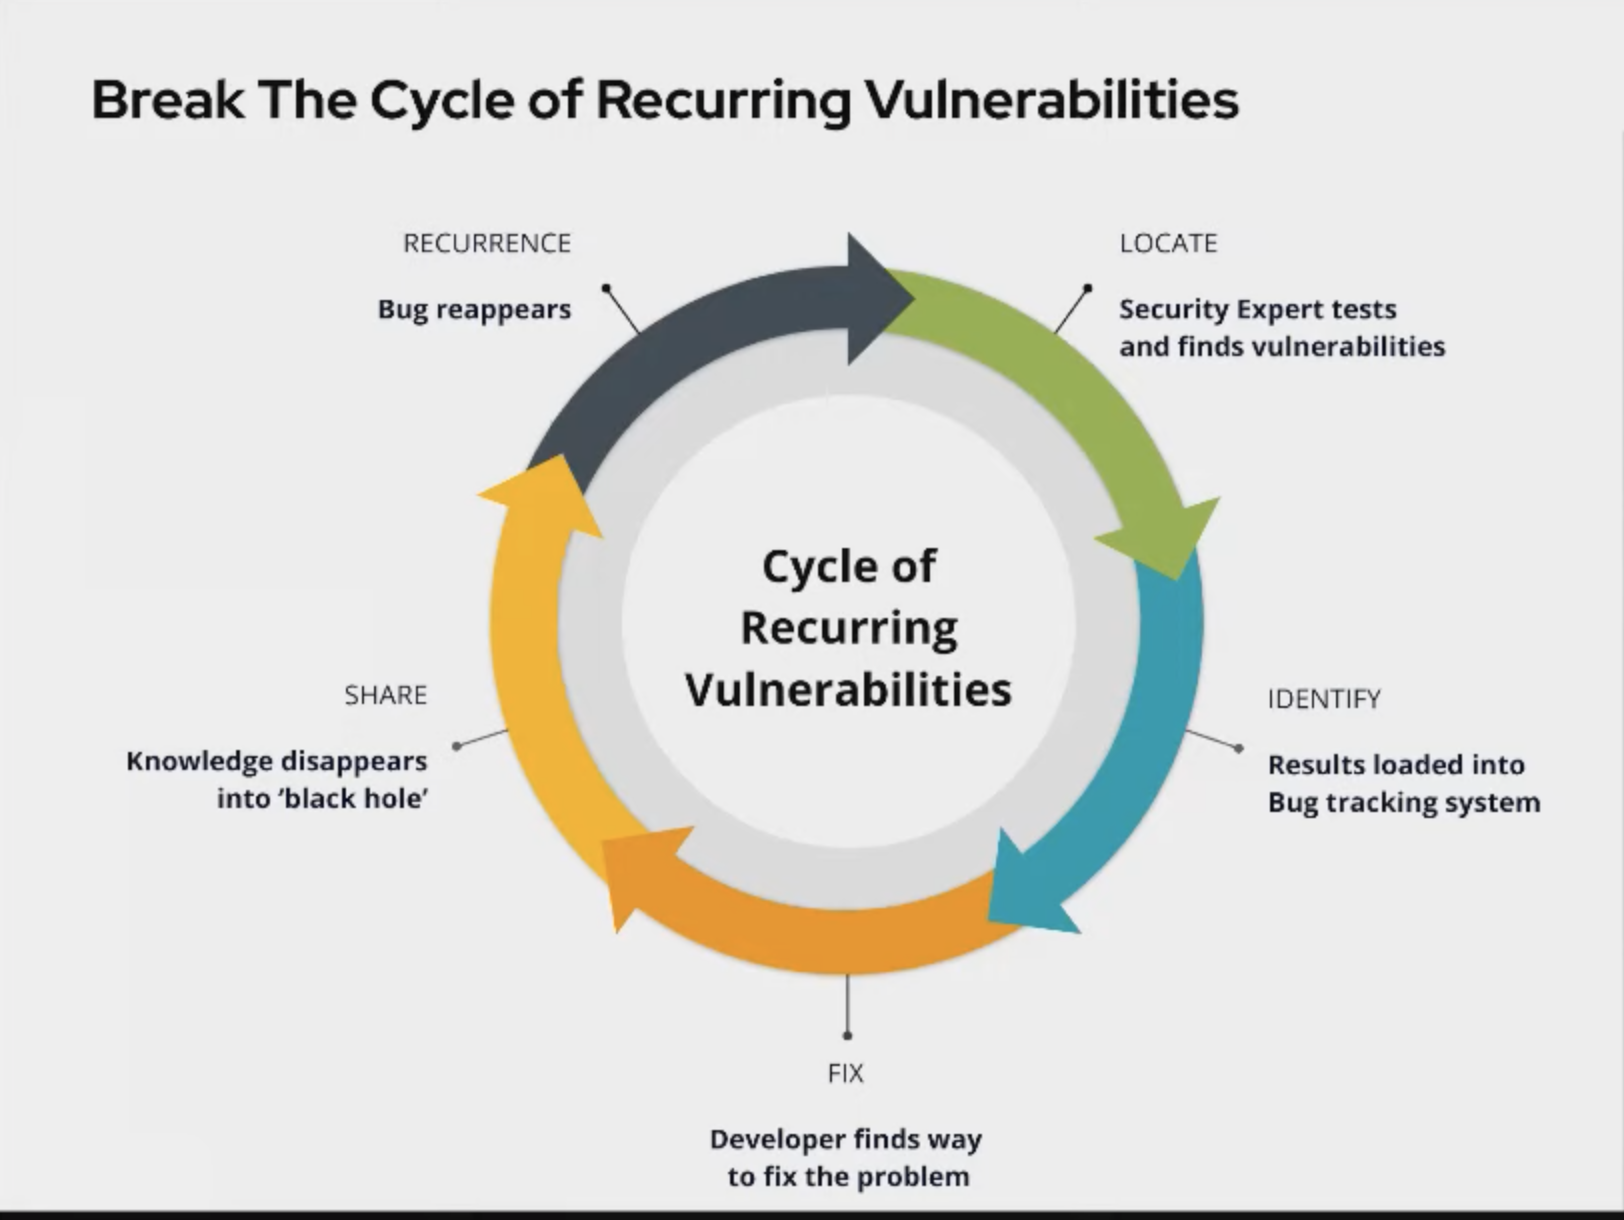 Break The Cycle of Recurring Vulnerabilities
RECURRENCE
Bug reappears
LOCATE
Security Expert tests
and finds vulnerabilities
Cycle of
Recurring
Vulnerabilities
SHARE
Knowledge disappears
into ‘black hole’
IDENTIFY
Results loaded into
Bug tracking system
FIX
Developer finds way
to fix the problem